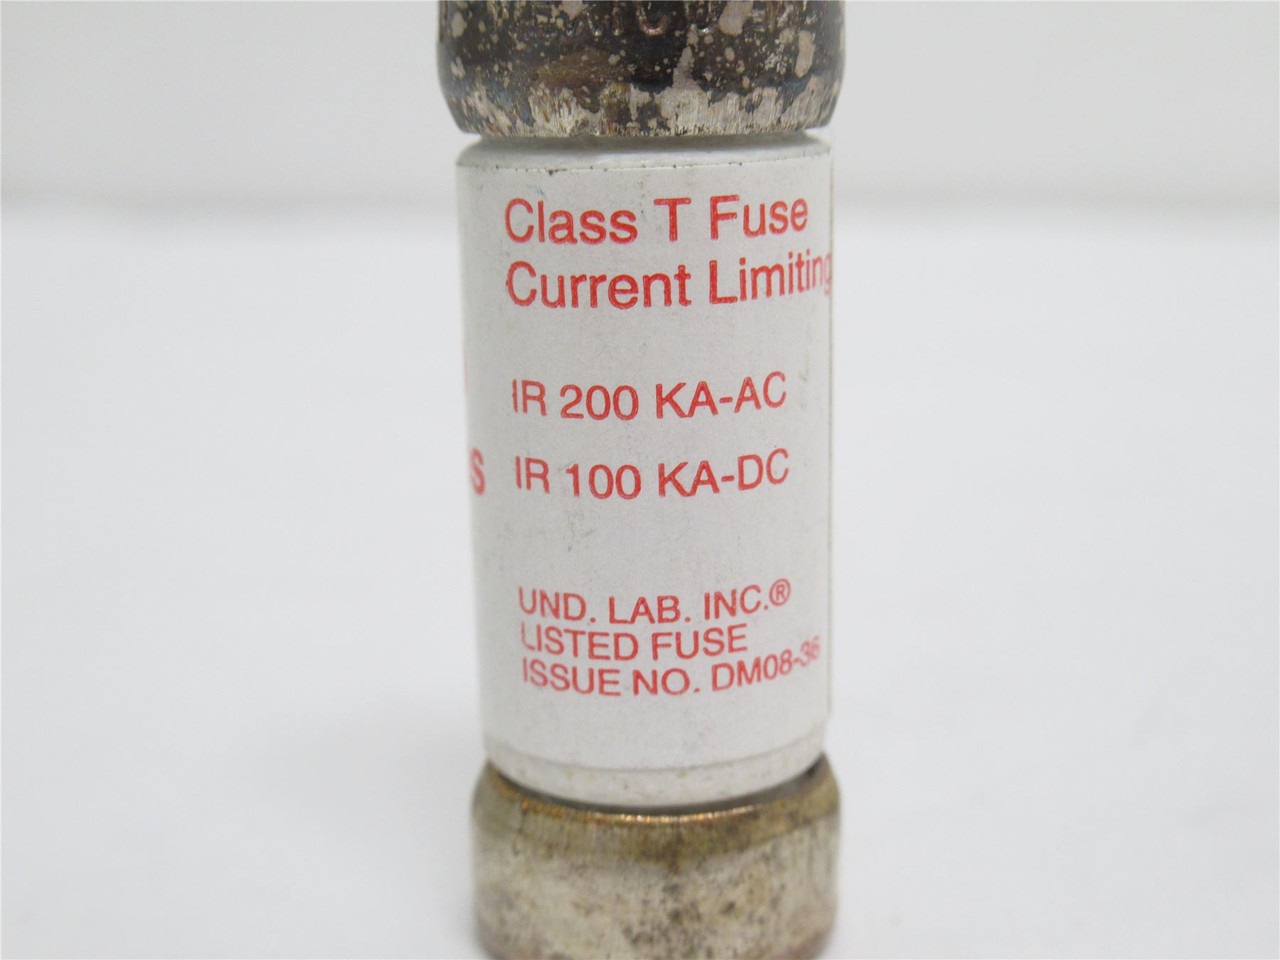 Class T Fuse
Current Limiting
IR 200 KA-AC
IR 100 KA-DC
UND. LAB. INC.®
LISTED FUSE
ISSUE NO. DM08-36